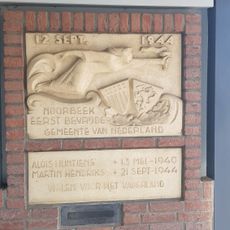 12 SEPT. 1944
NOORBEEK
EERST BEVRIJDE
GEMEENTE VAN NEDERLAND
ALOIS HUNTJENS + 13 MEI-1940
MARTIN HENDRIKS + 21 SEPT-1944
VIELEN VOOR HET VADERLAND